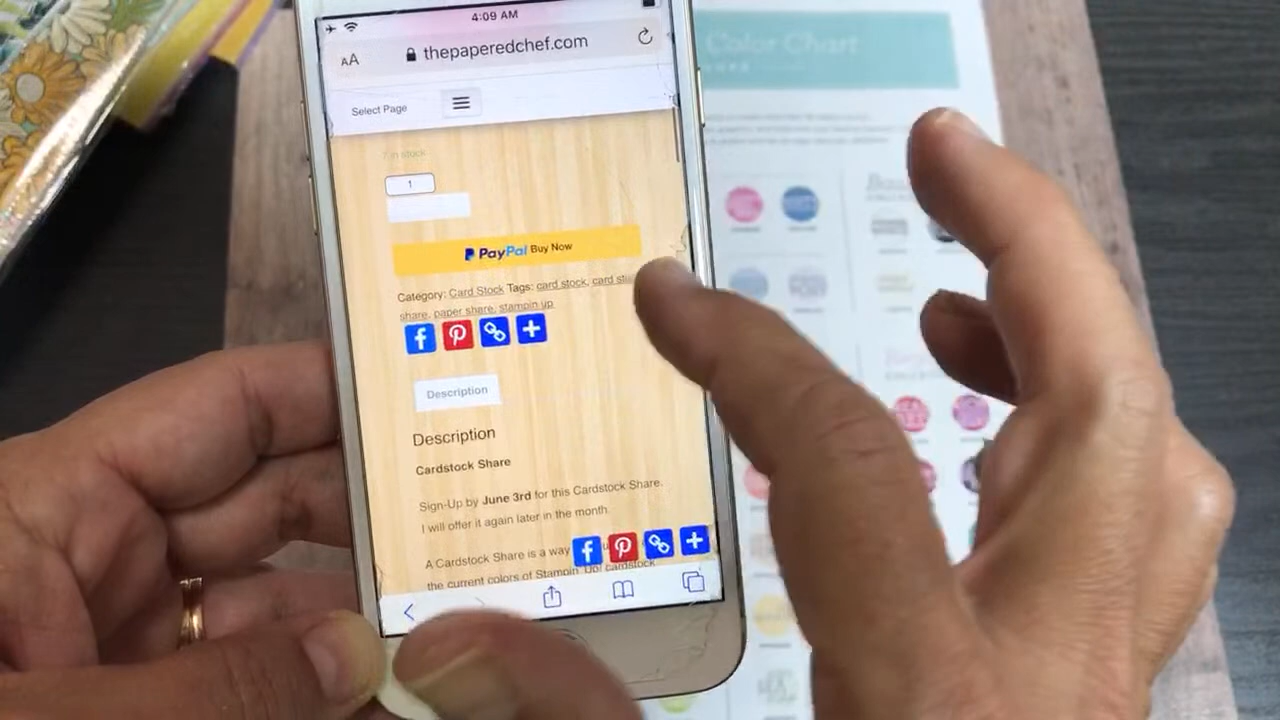 4:09 AM
AA
thepaperedchef.com
Color Chart
Select Page
7 in stock
1
PayPal Buy Now
Category: Card Stock Tags: card stock, card
share, paper share, stampin up
Description
Description
Cardstock Share
Sign-Up by June 3rd for this Cardstock Share.
I will offer it again later in the month.
A Cardstock Share is a way
the current colors of Stampin' Up! cardstock